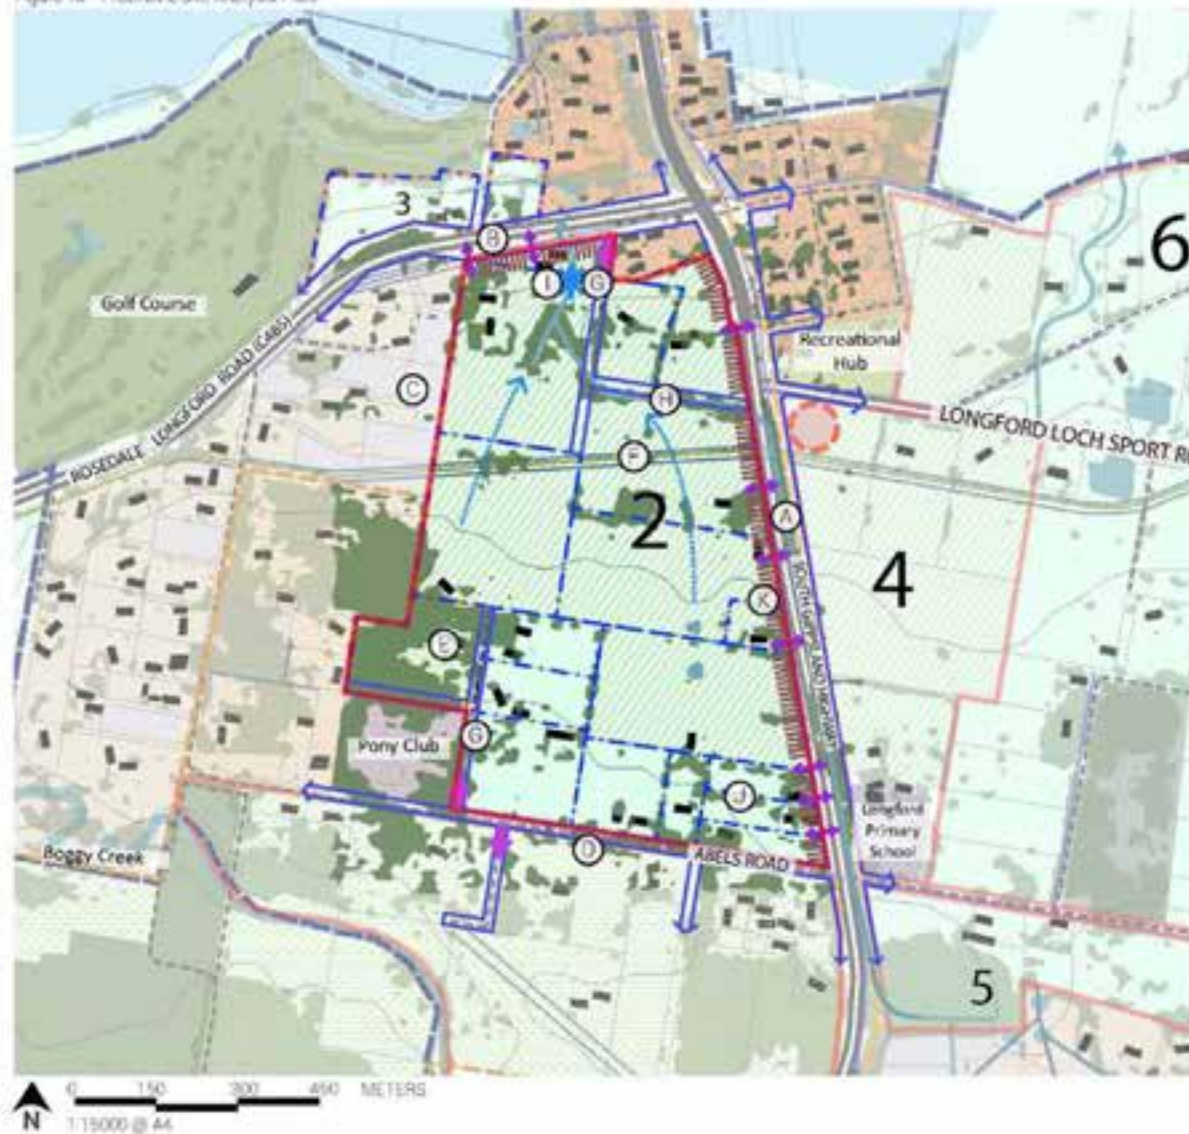 3
6
B
Golf Course
I
G
Recreational
Hub
C
H
ROSEDALE LONGFORD ROAD (C485)
LONGFORD LOCH SPORT R
F
2
A
4
SOUTH GIPPSLAND HIGHWAY
K
E
G
Pony Club
J
Longford
Primary
School
Boggy Creek
D
ABELS ROAD
5
0 150 300 450 METERS
N
1:15000 @ A4